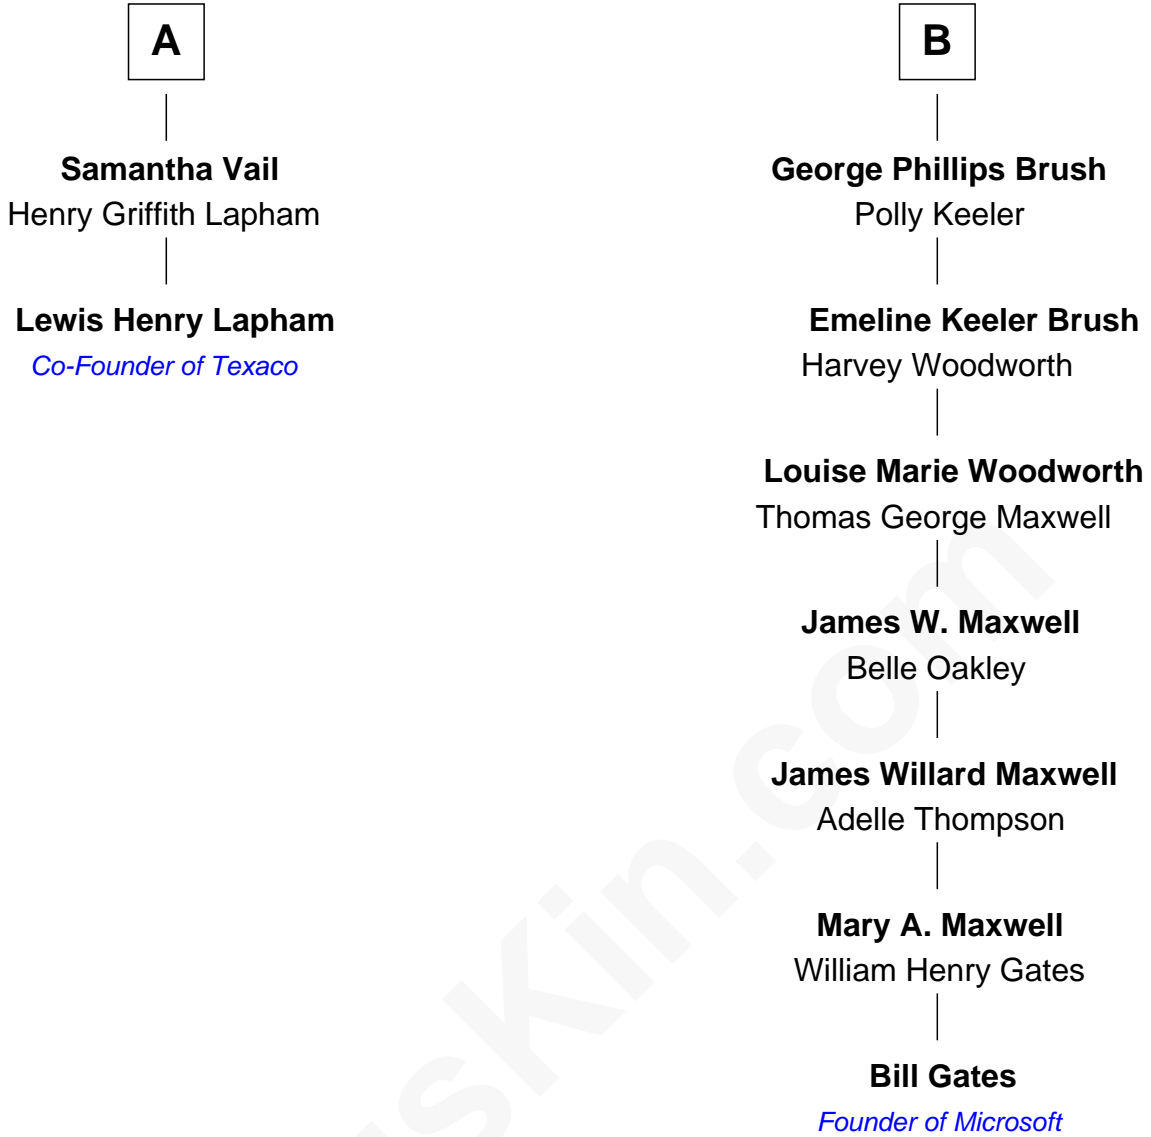 A
Samantha Vail
Henry Griffith Lapham
Lewis Henry Lapham
Co-Founder of Texaco
B
George Phillips Brush
Polly Keeler
Emeline Keeler Brush
Harvey Woodworth
Louise Marie Woodworth
Thomas George Maxwell
James W. Maxwell
Belle Oakley
James Willard Maxwell
Adelle Thompson
Mary A. Maxwell
William Henry Gates
Bill Gates
Founder of Microsoft
sKin.com